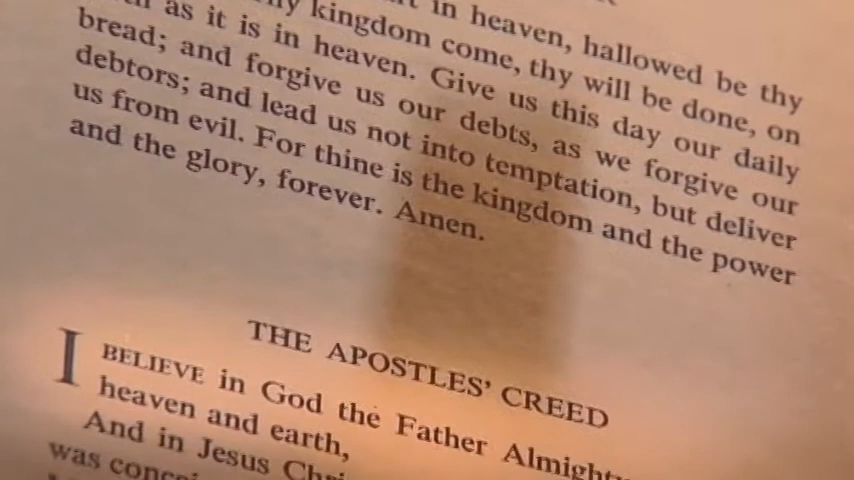 in heaven, hallowed be thy
kingdom come, thy will be done, on
as it is in heaven. Give us this day our daily
bread; and forgive us our debts, as we forgive our
debtors; and lead us not into temptation, but deliver
us from evil. For thine is the kingdom and the power
and the glory, forever. Amen.
THE APOSTLES' CREED
I BELIEVE in God the Father Almighty
heaven and earth,
And in Jesus
was